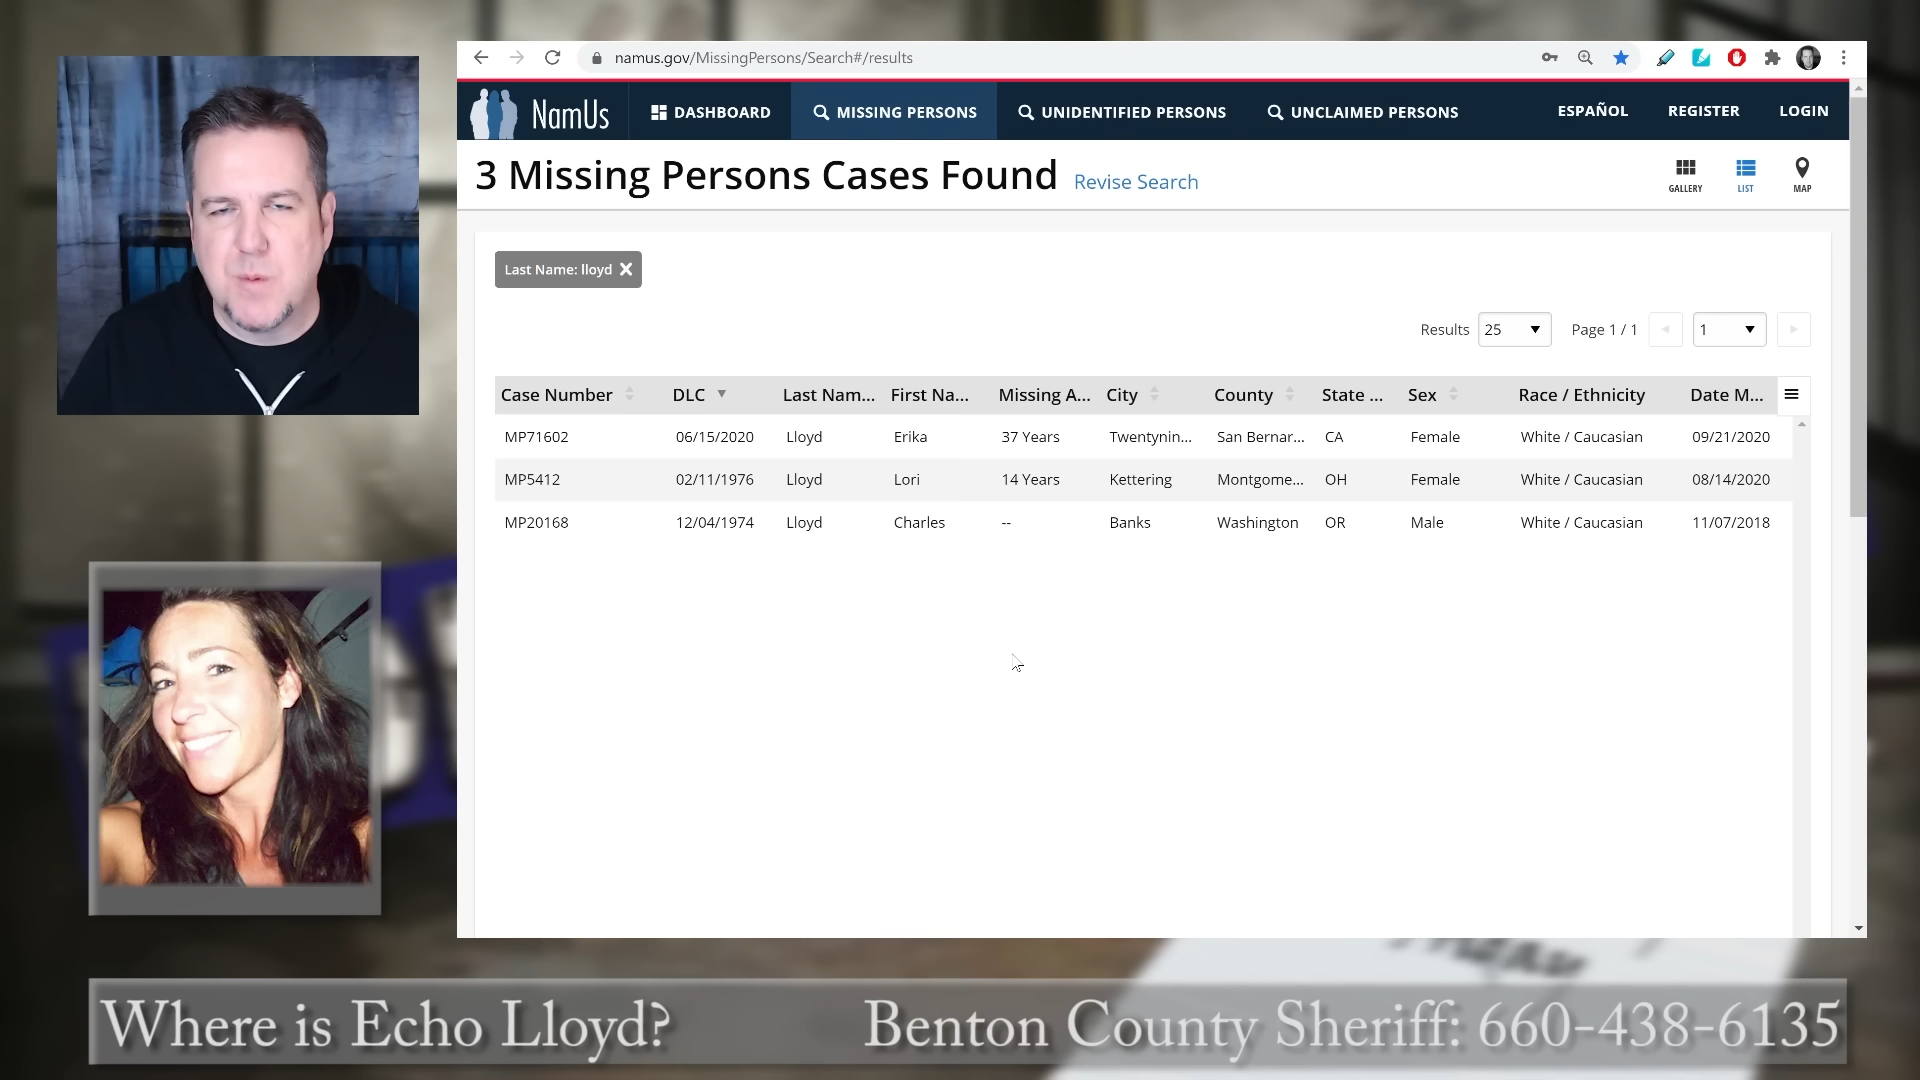 namus.gov/MissingPersons/Search#/results
NamUs
DASHBOARD
MISSING PERSONS
UNIDENTIFIED PERSONS
UNCLAIMED PERSONS
ESPAÑOL
REGISTER
LOGIN
3 Missing Persons Cases Found Revise Search
GALLERY
LIST
MAP
Last Name: lloyd
Results 25 Page 1 / 1 1
Case Number DLC Last Nam... First Na... Missing A... City County State ... Sex Race / Ethnicity Date M...
MP71602 06/15/2020 Lloyd Erika 37 Years Twentynin... San Bernar... CA Female White / Caucasian 09/21/2020
MP5412 02/11/1976 Lloyd Lori 14 Years Kettering Montgome... OH Female White / Caucasian 08/14/2020
MP20168 12/04/1974 Lloyd Charles -- Banks Washington OR Male White / Caucasian 11/07/2018
Where is Echo Lloyd? Benton County Sheriff: 660-438-6135